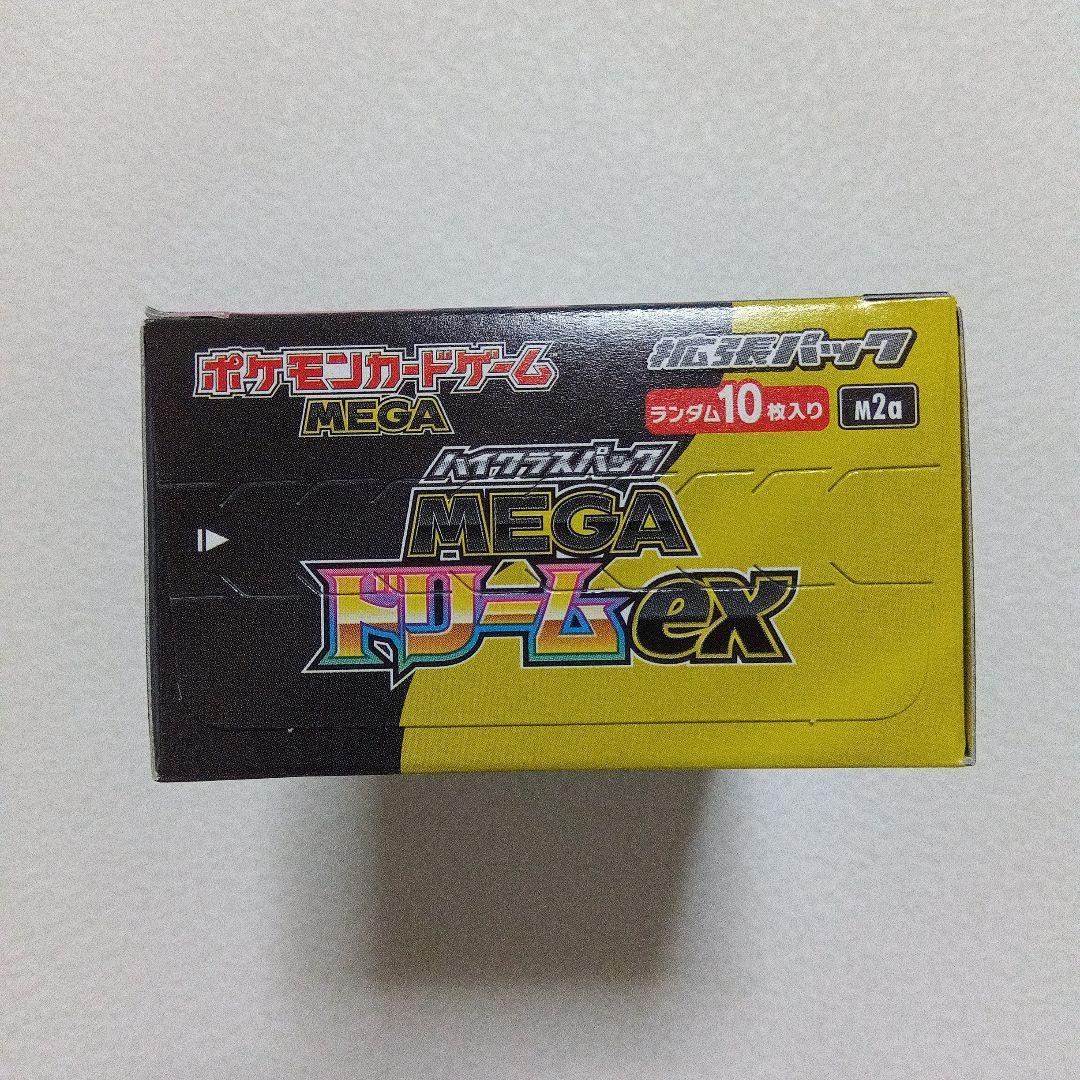 ポケモンカードゲーム
MEGA
拡張パック
ランダム10枚入り
M2a
ハイクラスパック
MEGA
ドリームex